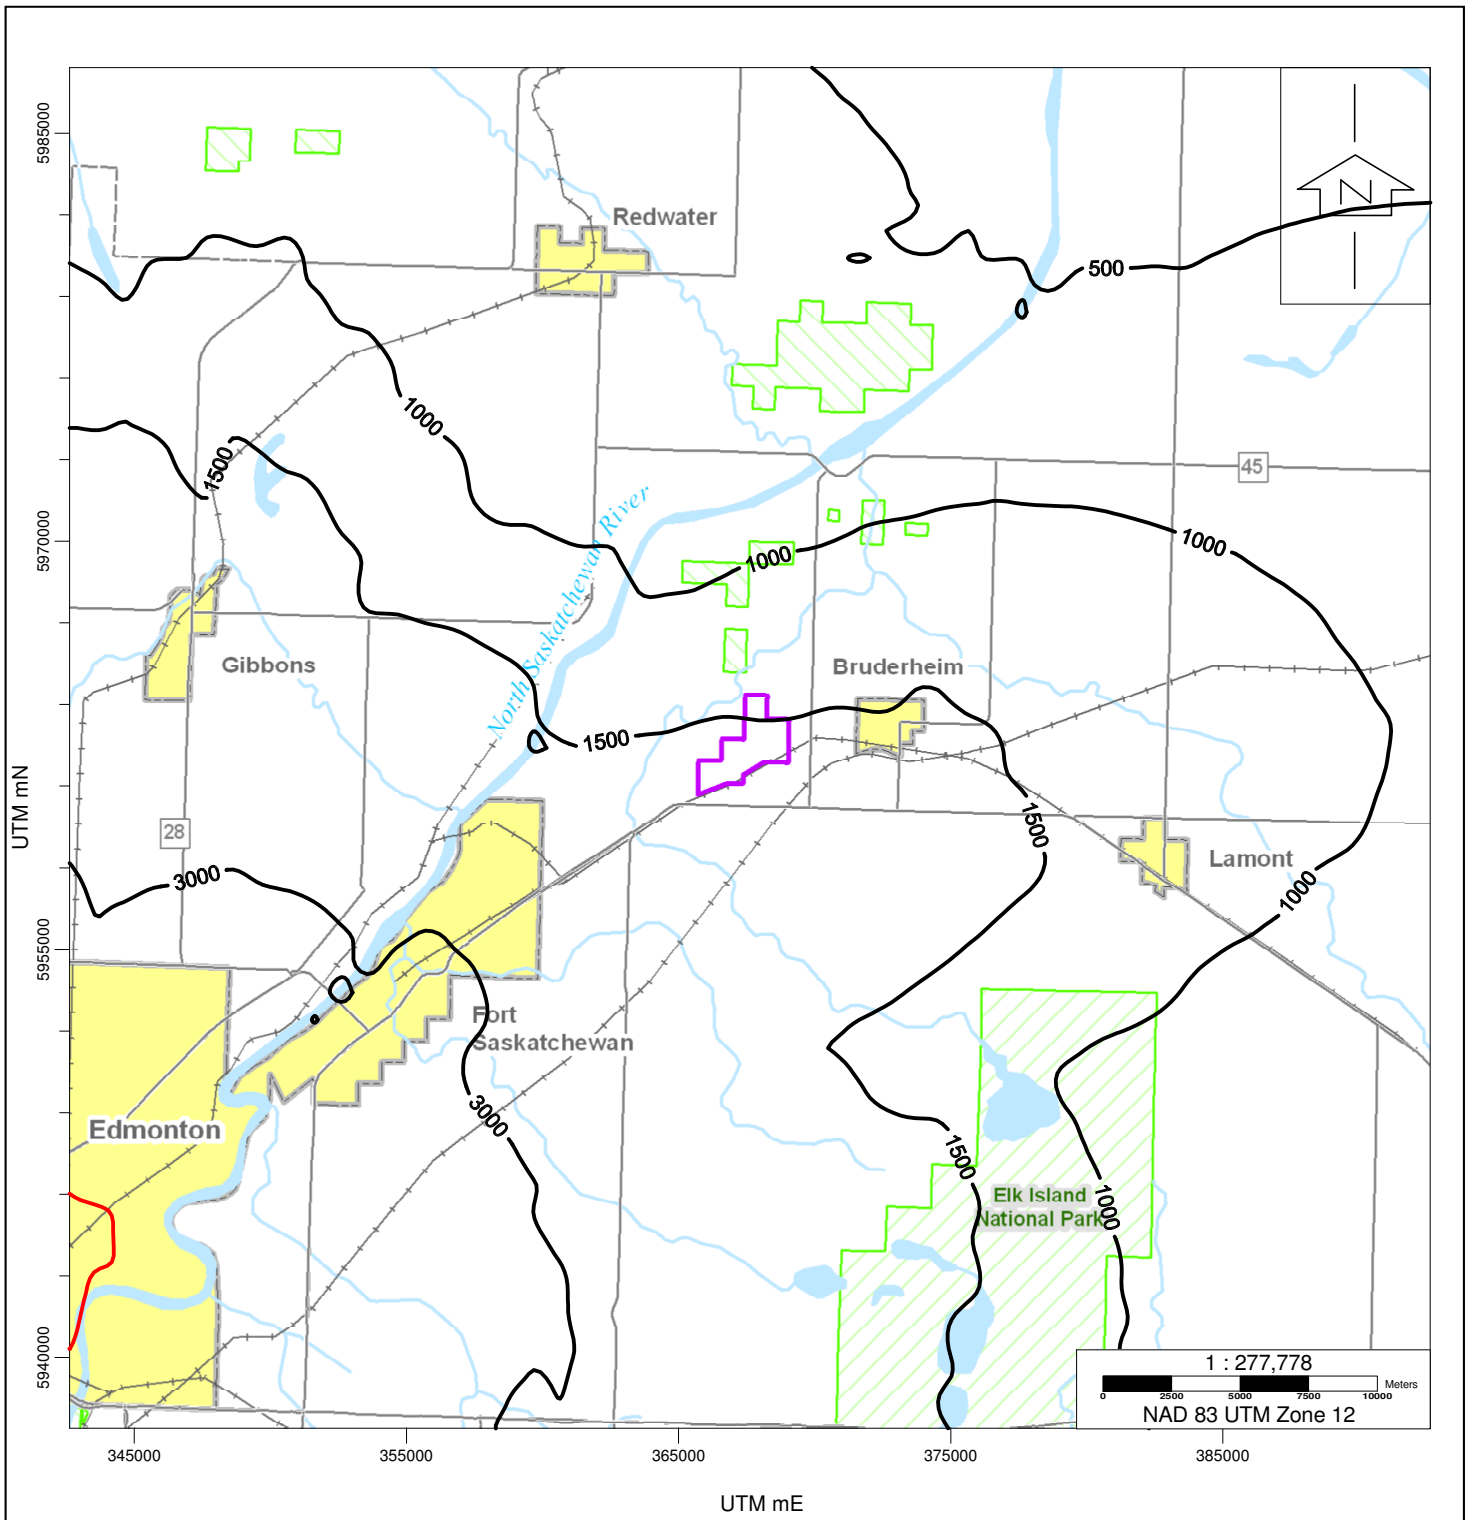 5985000
5970000
5955000
5940000
UTM mN
N
Redwater
500
1000
1500
45
North Saskatchewan River
1000
1000
Gibbons
Bruderheim
1500
1500
28
3000
Lamont
1000
Fort
Saskatchewan
3000
Edmonton
1500
1000
Elk Island
National Park
1 : 277,778
0 2500 5000 7500 10000 Meters
NAD 83 UTM Zone 12
345000 355000 365000 375000 385000
UTM mE